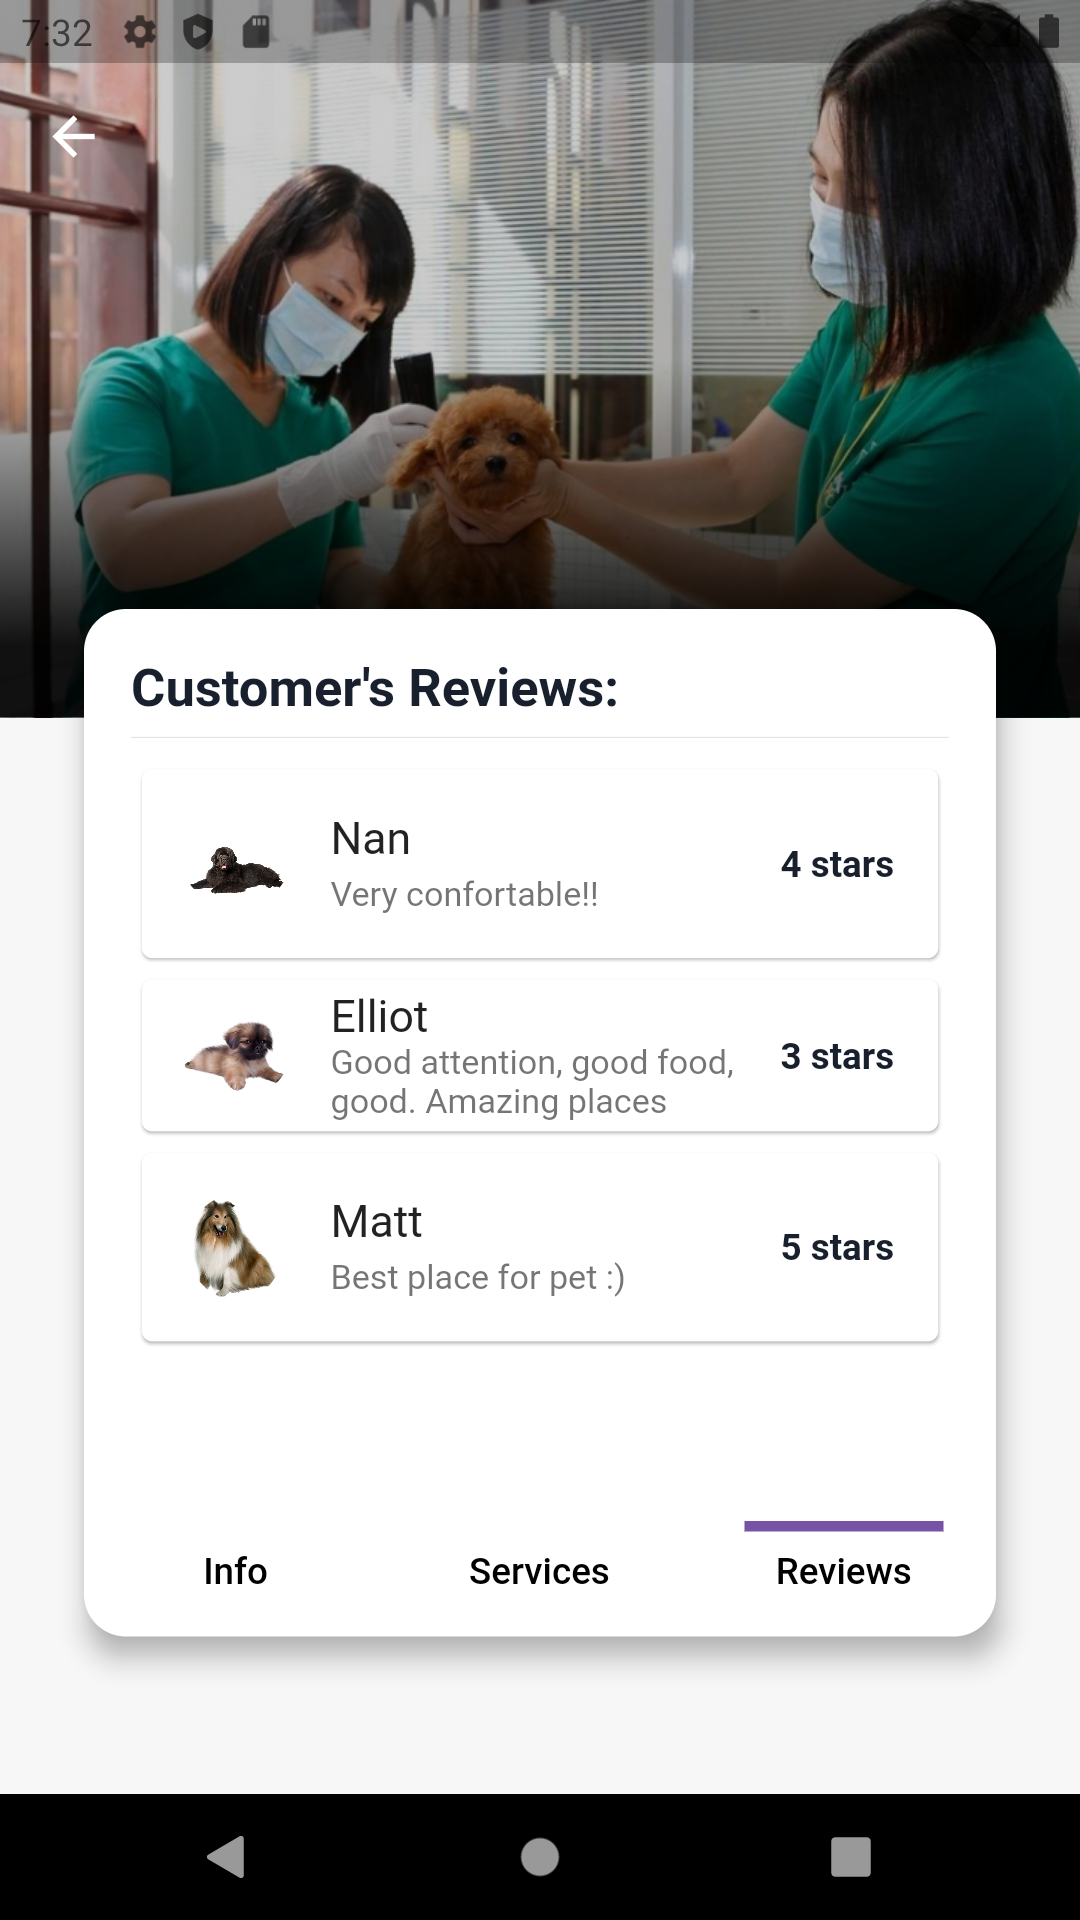 7:32
Customer's Reviews:
Nan
Very confortable!!
4 stars
Elliot
Good attention, good food,
good. Amazing places
3 stars
Matt
Best place for pet :)
5 stars
Info Services Reviews